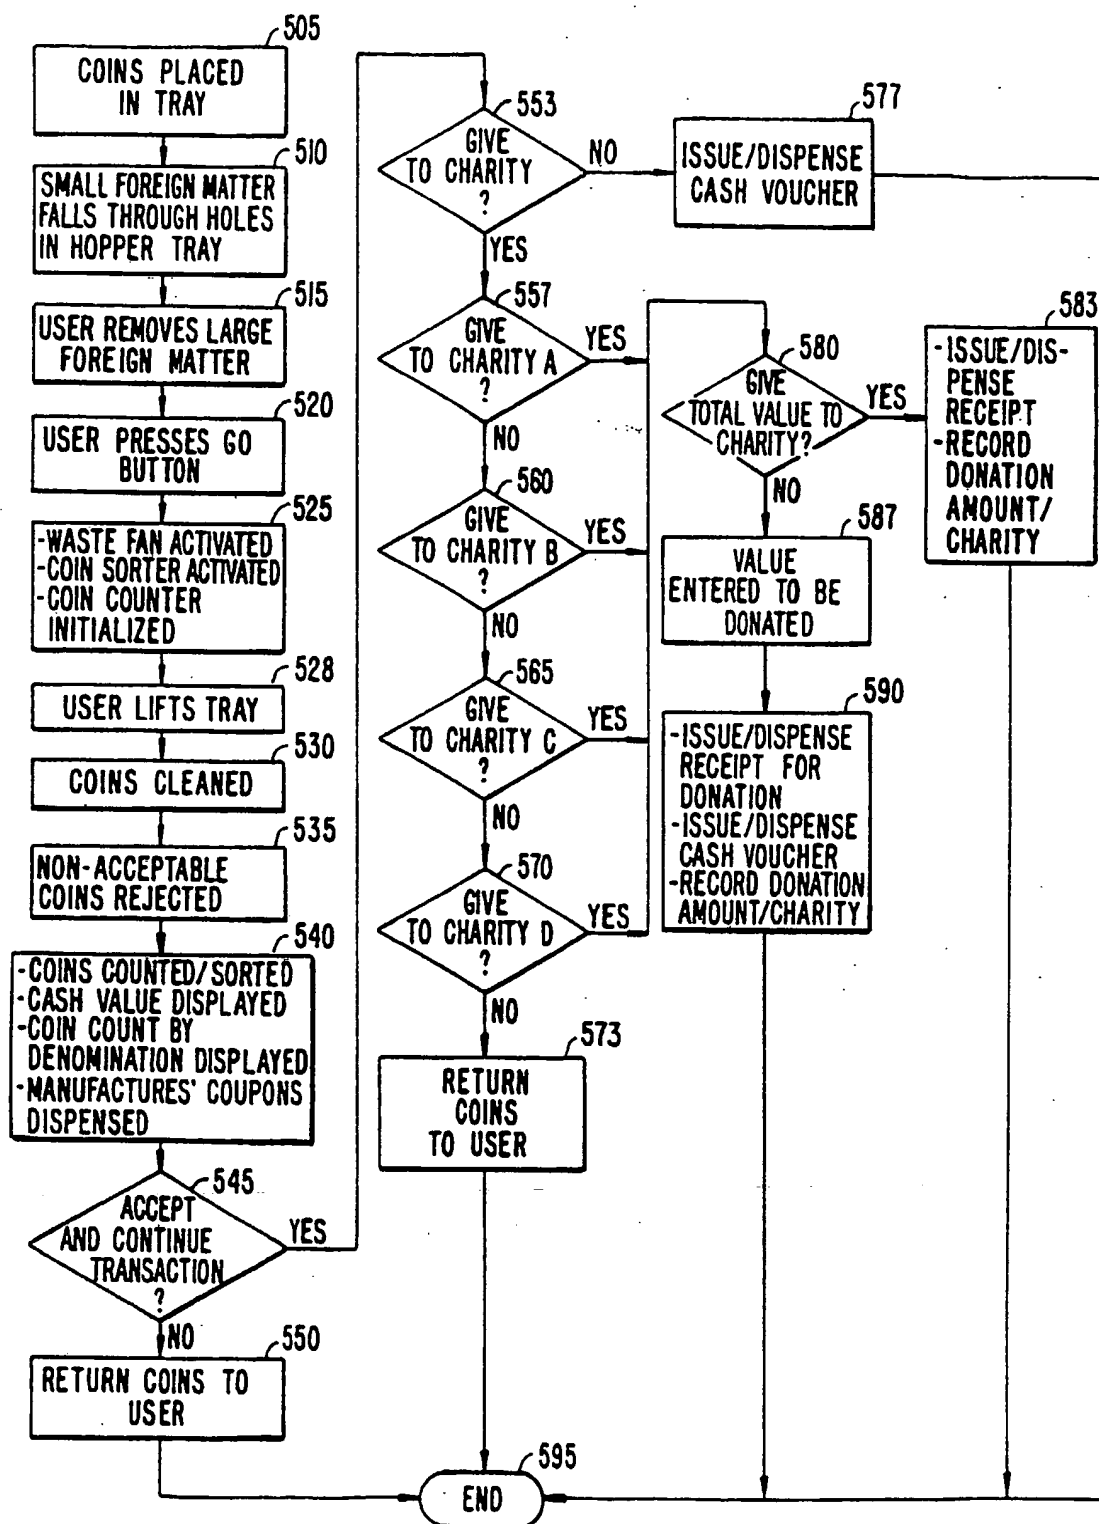 505
COINS PLACED
IN TRAY
510
SMALL FOREIGN MATTER
FALLS THROUGH HOLES
IN HOPPER TRAY
515
USER REMOVES LARGE
FOREIGN MATTER
520
USER PRESSES GO
BUTTON
525
-WASTE FAN ACTIVATED
-COIN SORTER ACTIVATED
-COIN COUNTER
INITIALIZED
528
USER LIFTS TRAY
530
COINS CLEANED
535
NON-ACCEPTABLE
COINS REJECTED
540
-COINS COUNTED/SORTED
-CASH VALUE DISPLAYED
-COIN COUNT BY
DENOMINATION DISPLAYED
-MANUFACTURES' COUPONS
DISPENSED
545
ACCEPT
AND CONTINUE
TRANSACTION
?
YES
NO
550
RETURN COINS TO
USER
553
GIVE
TO CHARITY
?
NO
YES
557
GIVE
TO CHARITY A
?
YES
NO
560
GIVE
TO CHARITY B
?
YES
NO
565
GIVE
TO CHARITY C
?
YES
NO
570
GIVE
TO CHARITY D
?
YES
NO
573
RETURN
COINS
TO USER
577
ISSUE/DISPENSE
CASH VOUCHER
580
GIVE
TOTAL VALUE TO
CHARITY?
YES
NO
583
-ISSUE/DIS-
PENSE
RECEIPT
-RECORD
DONATION
AMOUNT/
CHARITY
587
VALUE
ENTERED TO BE
DONATED
590
-ISSUE/DISPENSE
RECEIPT FOR
DONATION
-ISSUE/DISPENSE
CASH VOUCHER
-RECORD DONATION
AMOUNT/CHARITY
595
END